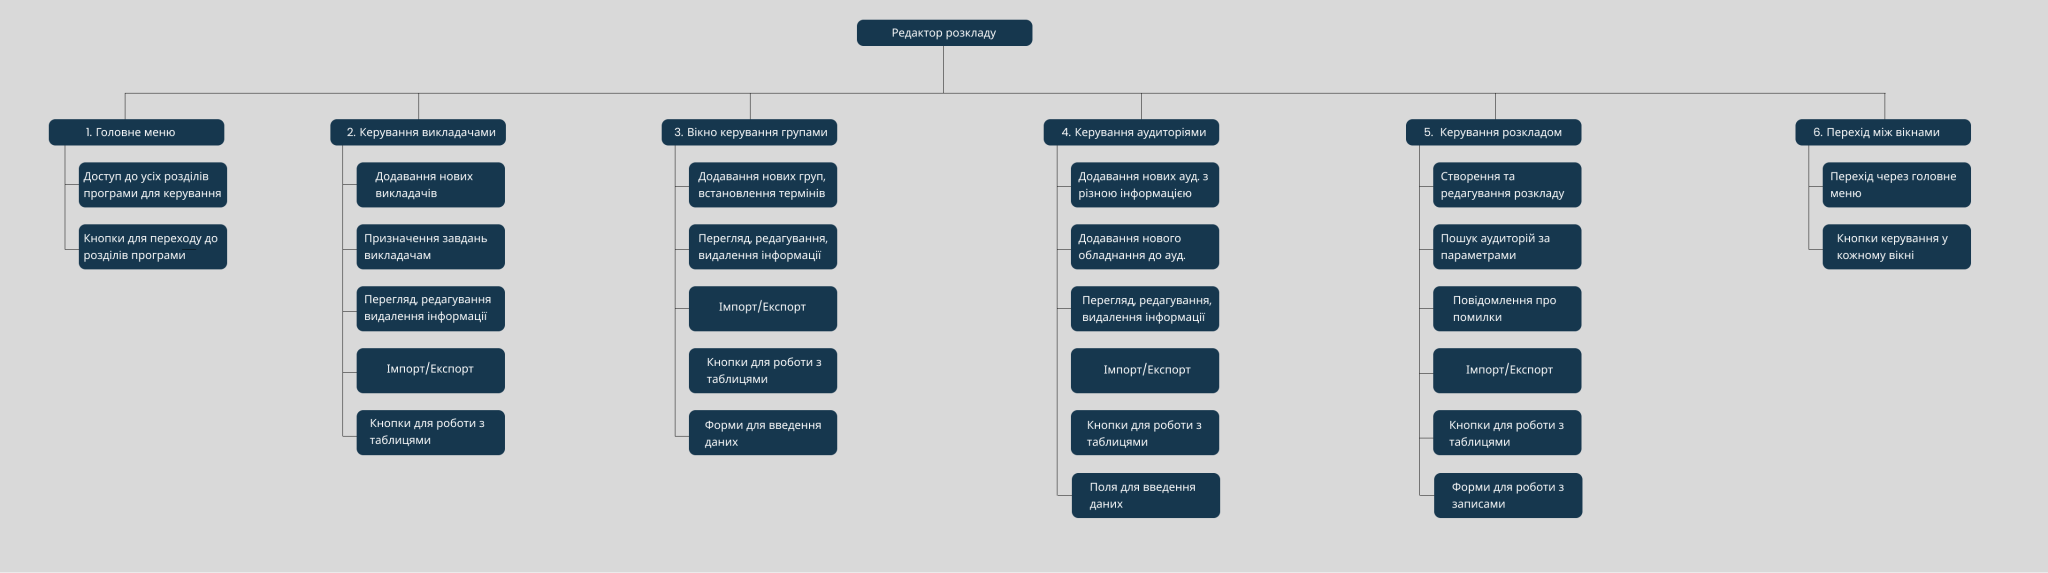 Редактор розкладу
1. Головне меню
Доступ до усіх розділів
програми для керування
Кнопки для переходу до
розділів програми
2. Керування викладачами
Додавання нових
викладачів
Призначення завдань
викладачам
Перегляд, редагування
видалення інформації
Імпорт/Експорт
Кнопки для роботи з
таблицями
3. Вікно керування групами
Додавання нових груп,
встановлення термінів
Перегляд, редагування,
видалення інформації
Імпорт/Експорт
Кнопки для роботи з
таблицями
Форми для введення
даних
4. Керування аудиторіями
Додавання нових ауд. з
різною інформацією
Додавання нового
обладнання до ауд.
Перегляд, редагування,
видалення інформації
Імпорт/Експорт
Кнопки для роботи з
таблицями
Поля для введення
даних
5. Керування розкладом
Створення та
редагування розкладу
Пошук аудиторій за
параметрами
Повідомлення про
помилки
Імпорт/Експорт
Кнопки для роботи з
таблицями
Форми для роботи з
записами
6. Перехід між вікнами
Перехід через головне
меню
Кнопки керування у
кожному вікні